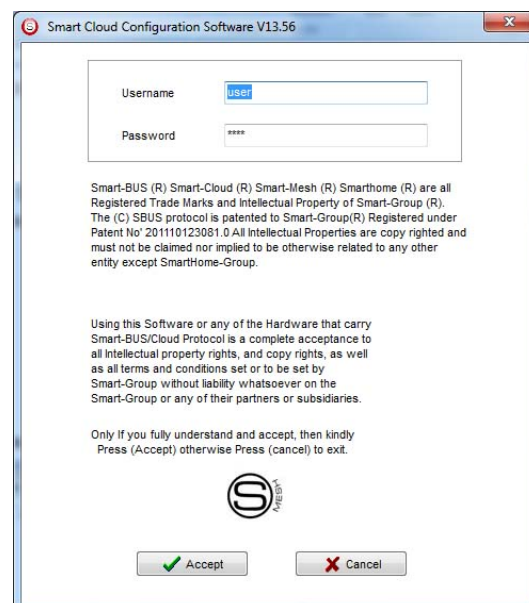 Smart Cloud Configuration Software V13.56
Username
user
Password
****
Smart-BUS (R) Smart-Cloud (R) Smart-Mesh (R) Smarthome (R) are all
Registered Trade Marks and Intellectual Property of Smart-Group (R).
The (C) SBUS protocol is patented to Smart-Group(R) Registered under
Patent No' 201110123081.0 All Intellectual Properties are copy righted and
must not be claimed nor implied to be otherwise related to any other
entity except SmartHome-Group.
Using this Software or any of the Hardware that carry
Smart-BUS/Cloud Protocol is a complete acceptance to
all Intellectual property rights, and copy rights, as well
as all terms and conditions set or to be set by
Smart-Group without liability whatsoever on the
Smart-Group or any of their partners or subsidiaries.
Only If you fully understand and accept, then kindly
Press (Accept) otherwise Press (cancel) to exit.
S MESH
Accept
Cancel